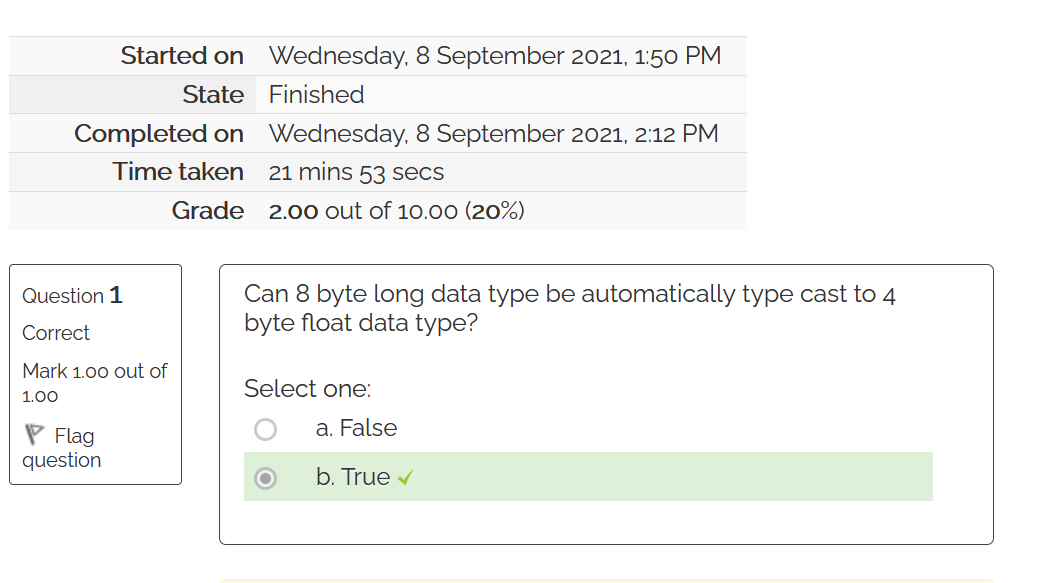 Started on Wednesday, 8 September 2021, 1:50 PM
State Finished
Completed on Wednesday, 8 September 2021, 2:12 PM
Time taken 21 mins 53 secs
Grade 2.00 out of 10.00 (20%)
Question 1
Correct
Mark 1.00 out of
1.00
Flag
question
Can 8 byte long data type be automatically type cast to 4
byte float data type?
Select one:
a. False
b. True